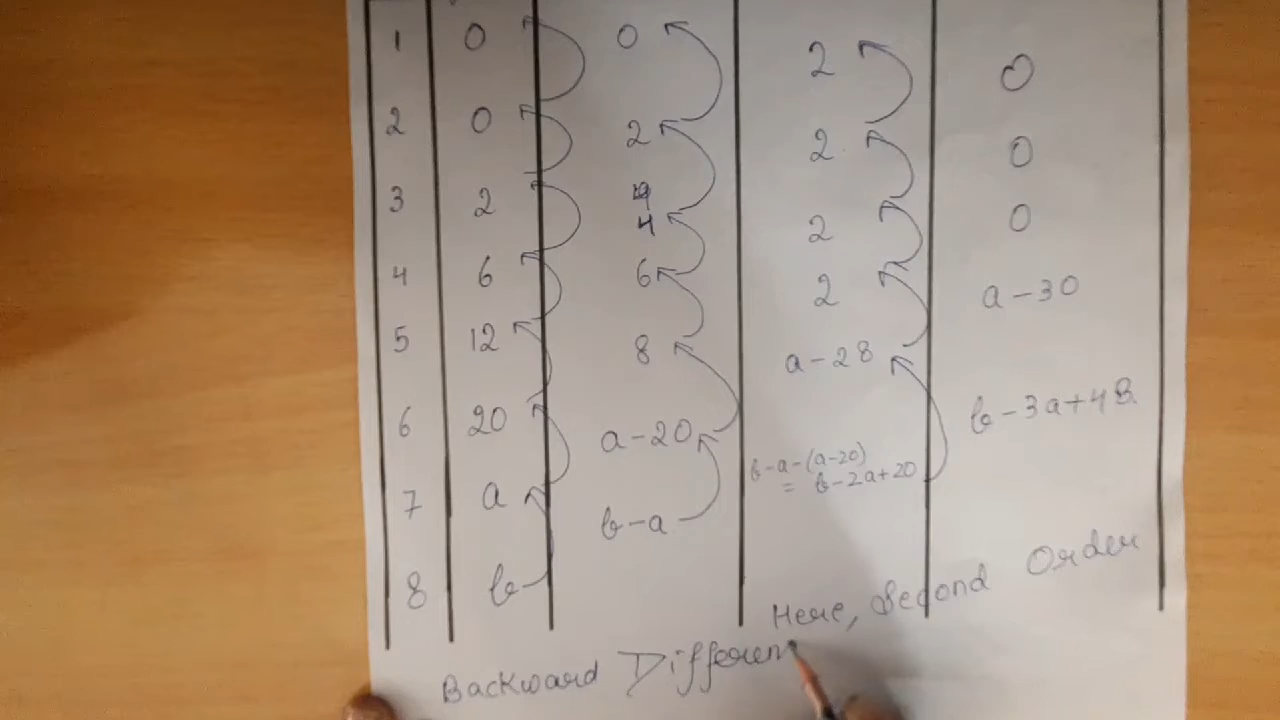 1 0 0 2 0
2 0 2 2 0
3 2 4 2 0
4 6 6 2 a-30
5 12 8 a-28
6 20 a-20 b-3a+48
7 a b-a b-a-(a-20)
= b-2a+20
8 b
Here, Second Order
Backward Differen